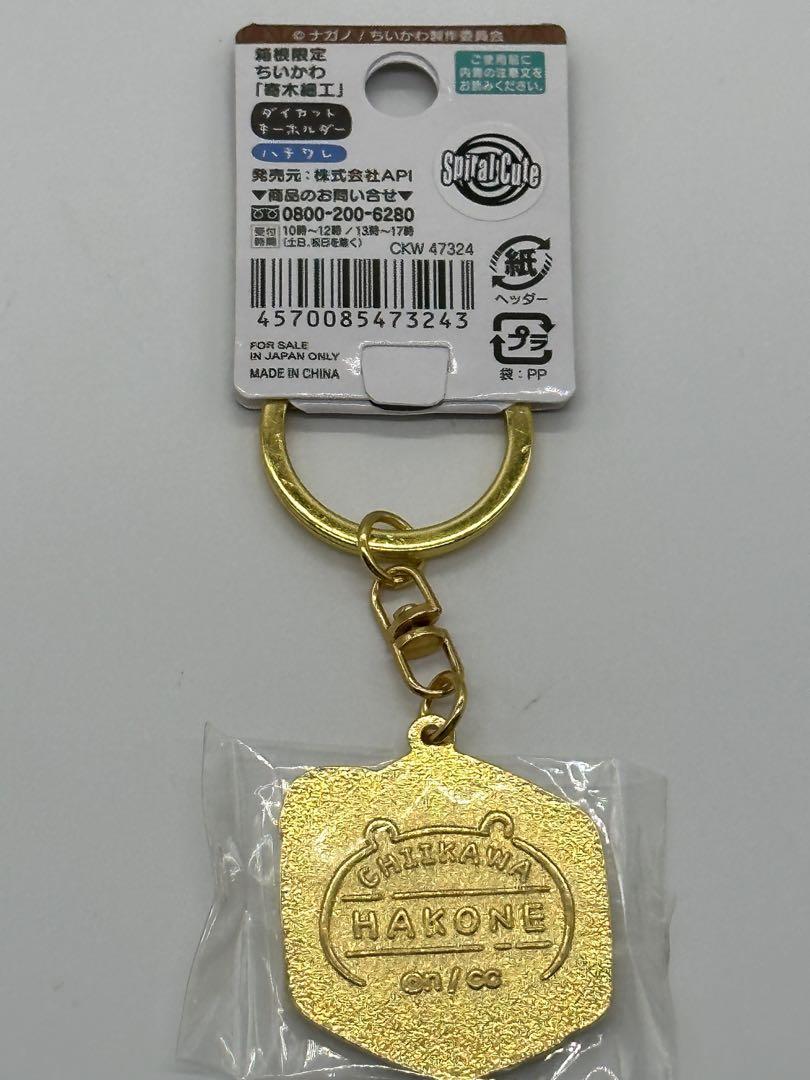 © ナガノ / ちいかわ製作委員会
箱根限定
ちいかわ
「寄木細工」
ダイカット
キーホルダー
ハチワレ
ご使用前に
内側の注意文を
お読みください。
Spiral Cute
発売元：株式会社API
▼商品のお問い合せ▼
0800-200-6280
受付時間
10時～12時 / 13時～17時
(土日、祝日を除く)
CKW 47324
4570085473243
紙
ヘッダー
プラ
袋：PP
FOR SALE
IN JAPAN ONLY
MADE IN CHINA
CHIIKAWA
HAKONE
©n / cc